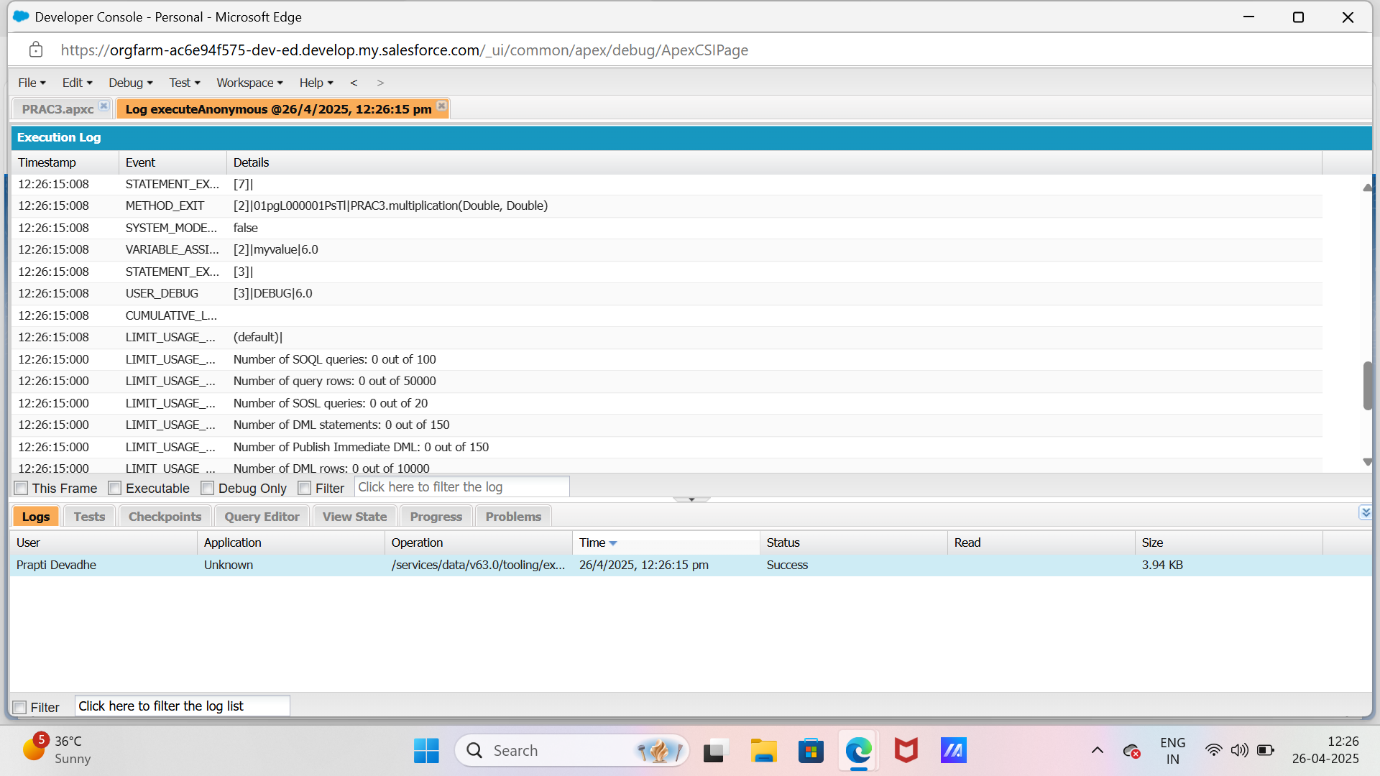 Developer Console - Personal - Microsoft Edge
https://orgfarm-ac6e94f575-dev-ed.develop.my.salesforce.com/_ui/common/apex/debug/ApexCSIPage
File Edit Debug Test Workspace Help < >
PRAC3.apxc Log executeAnonymous @26/4/2025, 12:26:15 pm
Execution Log
Timestamp Event Details
12:26:15:008 STATEMENT_EX... [7]|
12:26:15:008 METHOD_EXIT [2]|01pgL000001PsTl|PRAC3.multiplication(Double, Double)
12:26:15:008 SYSTEM_MODE... false
12:26:15:008 VARIABLE_ASSI... [2]|myvalue|6.0
12:26:15:008 STATEMENT_EX... [3]|
12:26:15:008 USER_DEBUG [3]|DEBUG|6.0
12:26:15:008 CUMULATIVE_L...
12:26:15:008 LIMIT_USAGE_... (default)|
12:26:15:000 LIMIT_USAGE_... Number of SOQL queries: 0 out of 100
12:26:15:000 LIMIT_USAGE_... Number of query rows: 0 out of 50000
12:26:15:000 LIMIT_USAGE_... Number of SOSL queries: 0 out of 20
12:26:15:000 LIMIT_USAGE_... Number of DML statements: 0 out of 150
12:26:15:000 LIMIT_USAGE_... Number of Publish Immediate DML: 0 out of 150
12:26:15:000 LIMIT_USAGE_... Number of DML rows: 0 out of 10000
This Frame Executable Debug Only Filter Click here to filter the log
Logs Tests Checkpoints Query Editor View State Progress Problems
User Application Operation Time Status Read Size
Prapti Devadhe Unknown /services/data/v63.0/tooling/ex... 26/4/2025, 12:26:15 pm Success 3.94 KB
Filter Click here to filter the log list
5 36°C
Sunny
Search
ENG
IN
12:26
26-04-2025